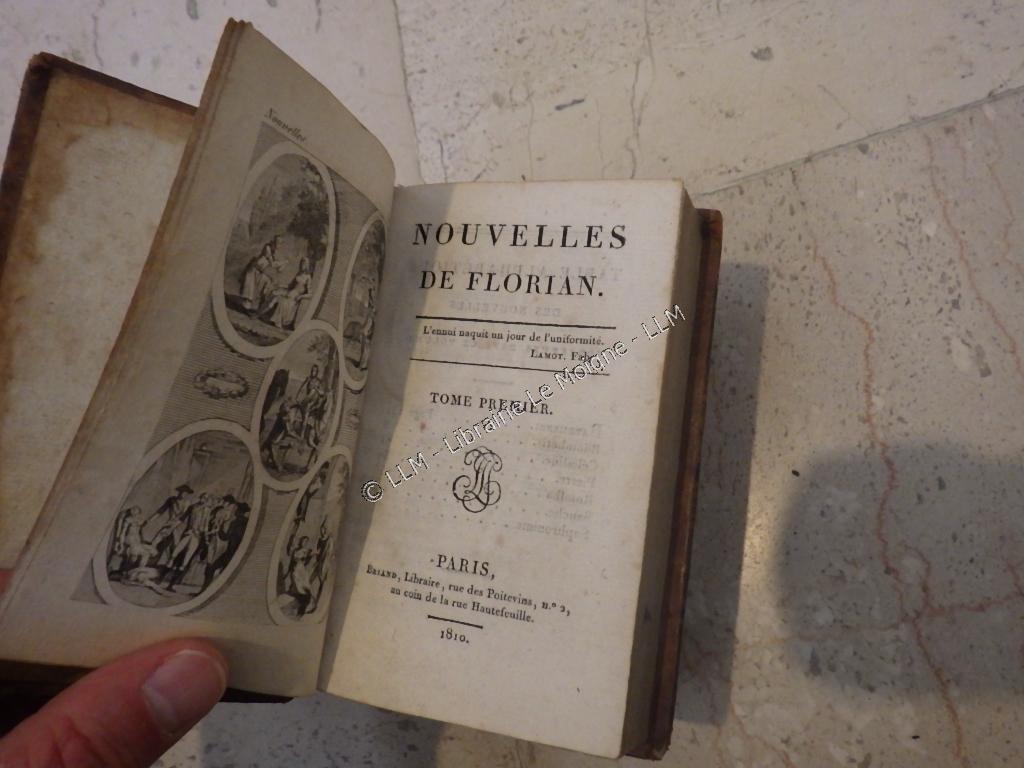 Nouvelles
NOUVELLES
DE FLORIAN.
L'ennui naquit un jour de l'uniformité.
LAMOT. Fab.
TOME PREMIER.
PARIS,
BRIAND, Libraire, rue des Poitevins, n.º 2,
au coin de la rue Hautefeuille.
1810.
© LLM - Librairie Le Moigne - LLM